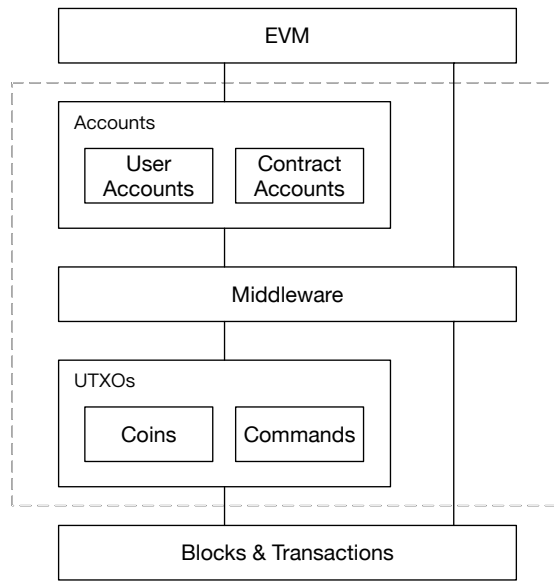 EVM
Accounts
User
Accounts
Contract
Accounts
Middleware
UTXOs
Coins
Commands
Blocks & Transactions